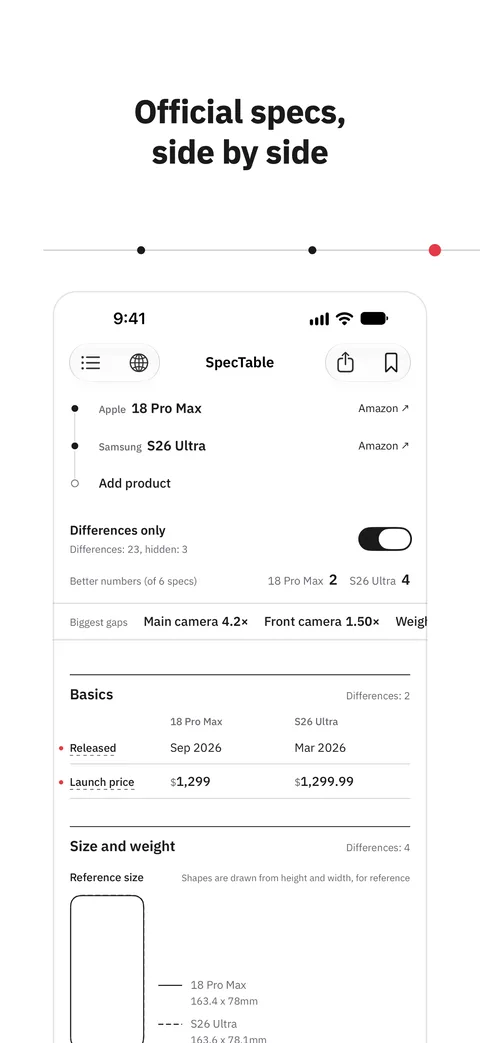 Official specs,
side by side
9:41
SpecTable
Apple 18 Pro Max Amazon ↗
Samsung S26 Ultra Amazon ↗
Add product
Differences only
Differences: 23, hidden: 3
Better numbers (of 6 specs) 18 Pro Max 2 S26 Ultra 4
Biggest gaps Main camera 4.2× Front camera 1.50×
Basics Differences: 2
18 Pro Max S26 Ultra
Released Sep 2026 Mar 2026
Launch price $1,299 $1,299.99
Size and weight Differences: 4
Reference size Shapes are drawn from height and width, for reference
18 Pro Max
163.4 x 78mm
S26 Ultra
163.6 x 78.1mm